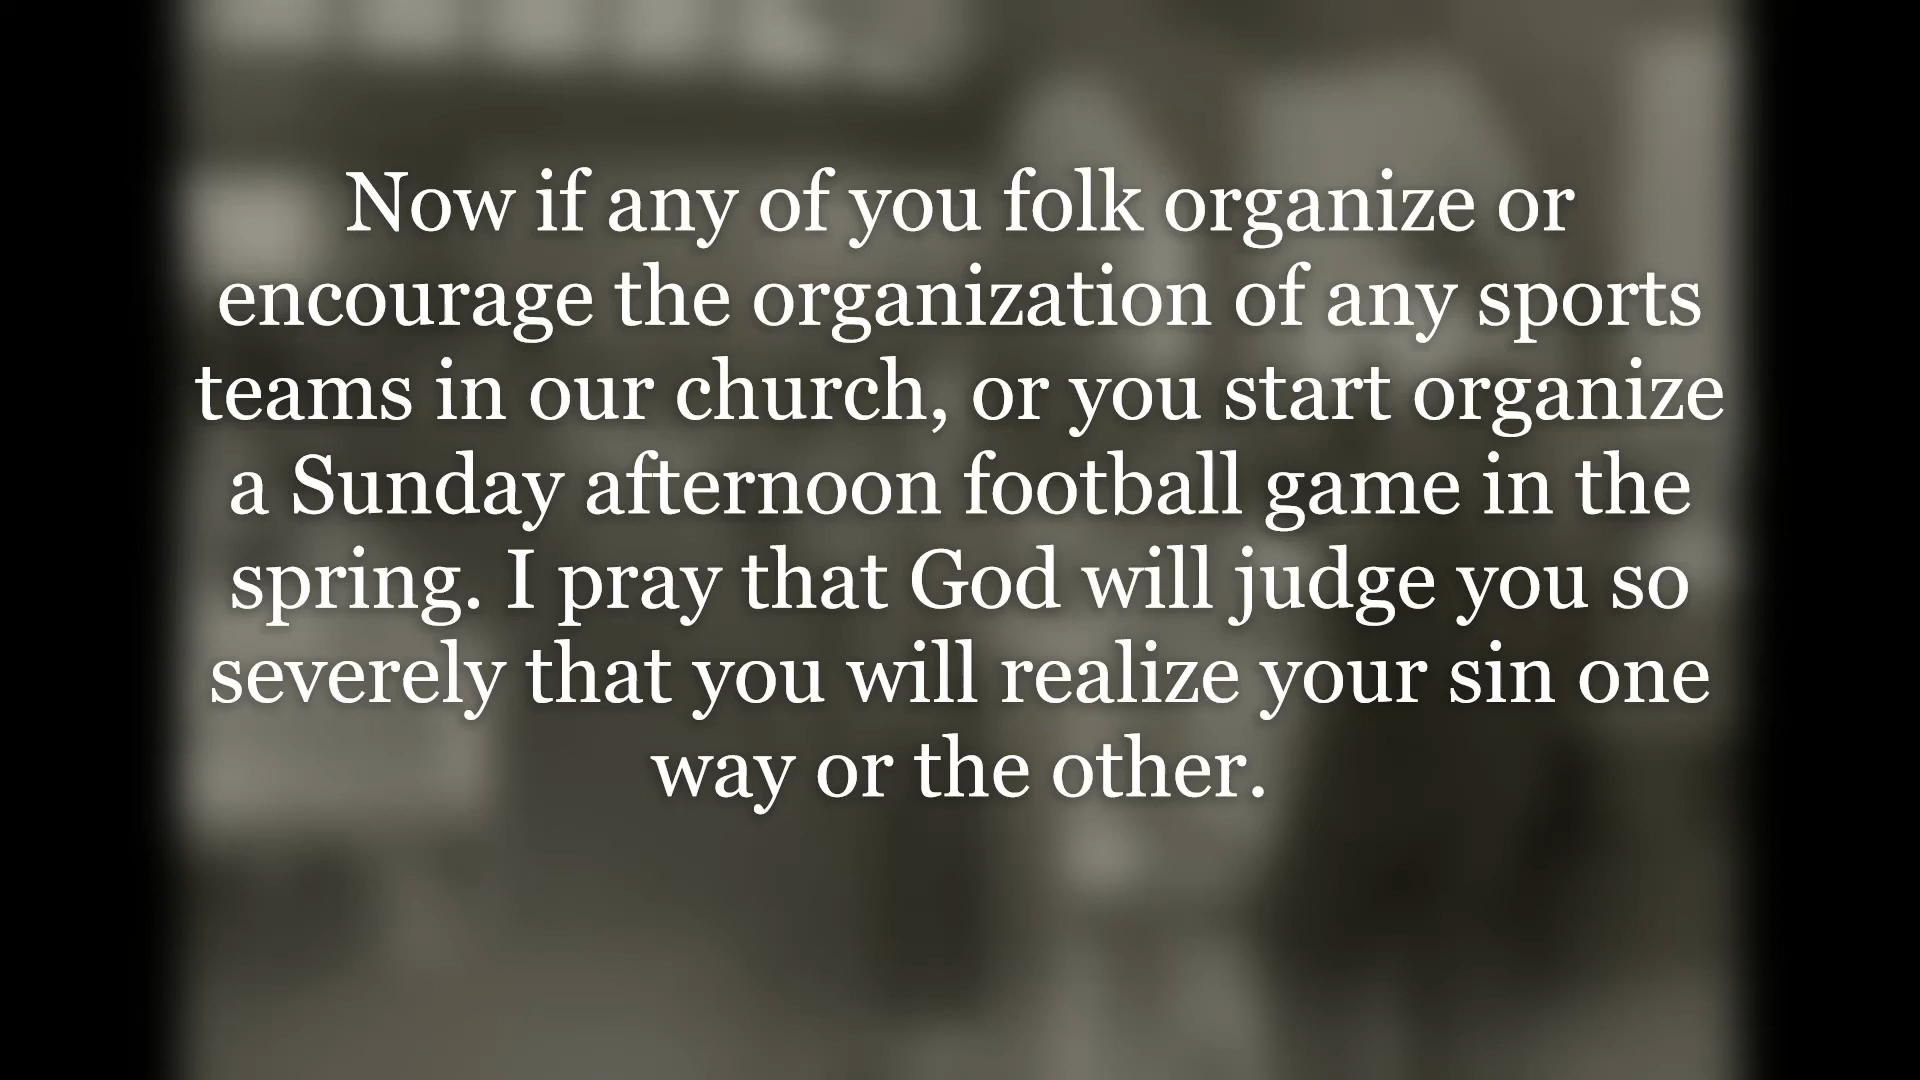 Now if any of you folk organize or
encourage the organization of any sports
teams in our church, or you start organize
a Sunday afternoon football game in the
spring. I pray that God will judge you so
severely that you will realize your sin one
way or the other.